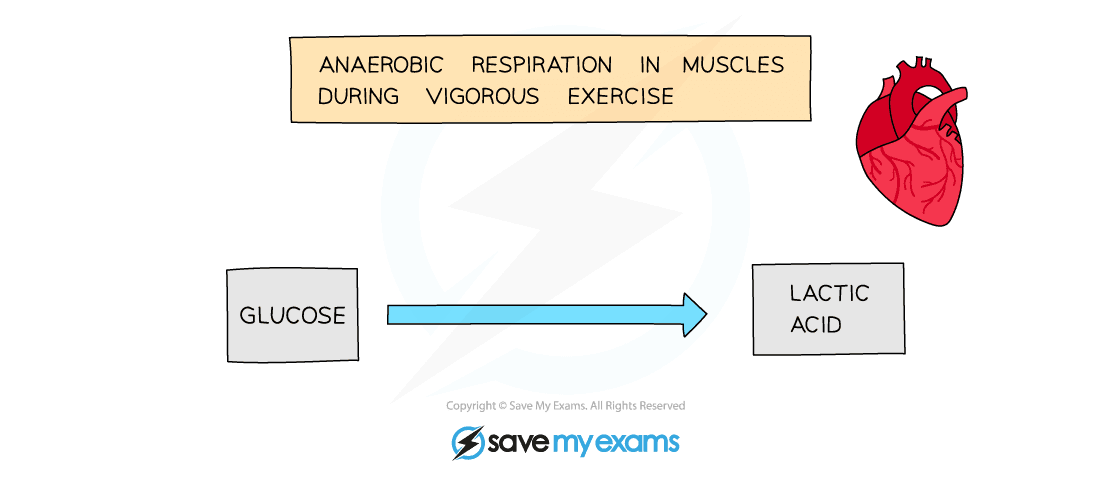 ANAEROBIC RESPIRATION IN MUSCLES
DURING VIGOROUS EXERCISE
GLUCOSE
LACTIC
ACID
Copyright © Save My Exams. All Rights Reserved
save my exams